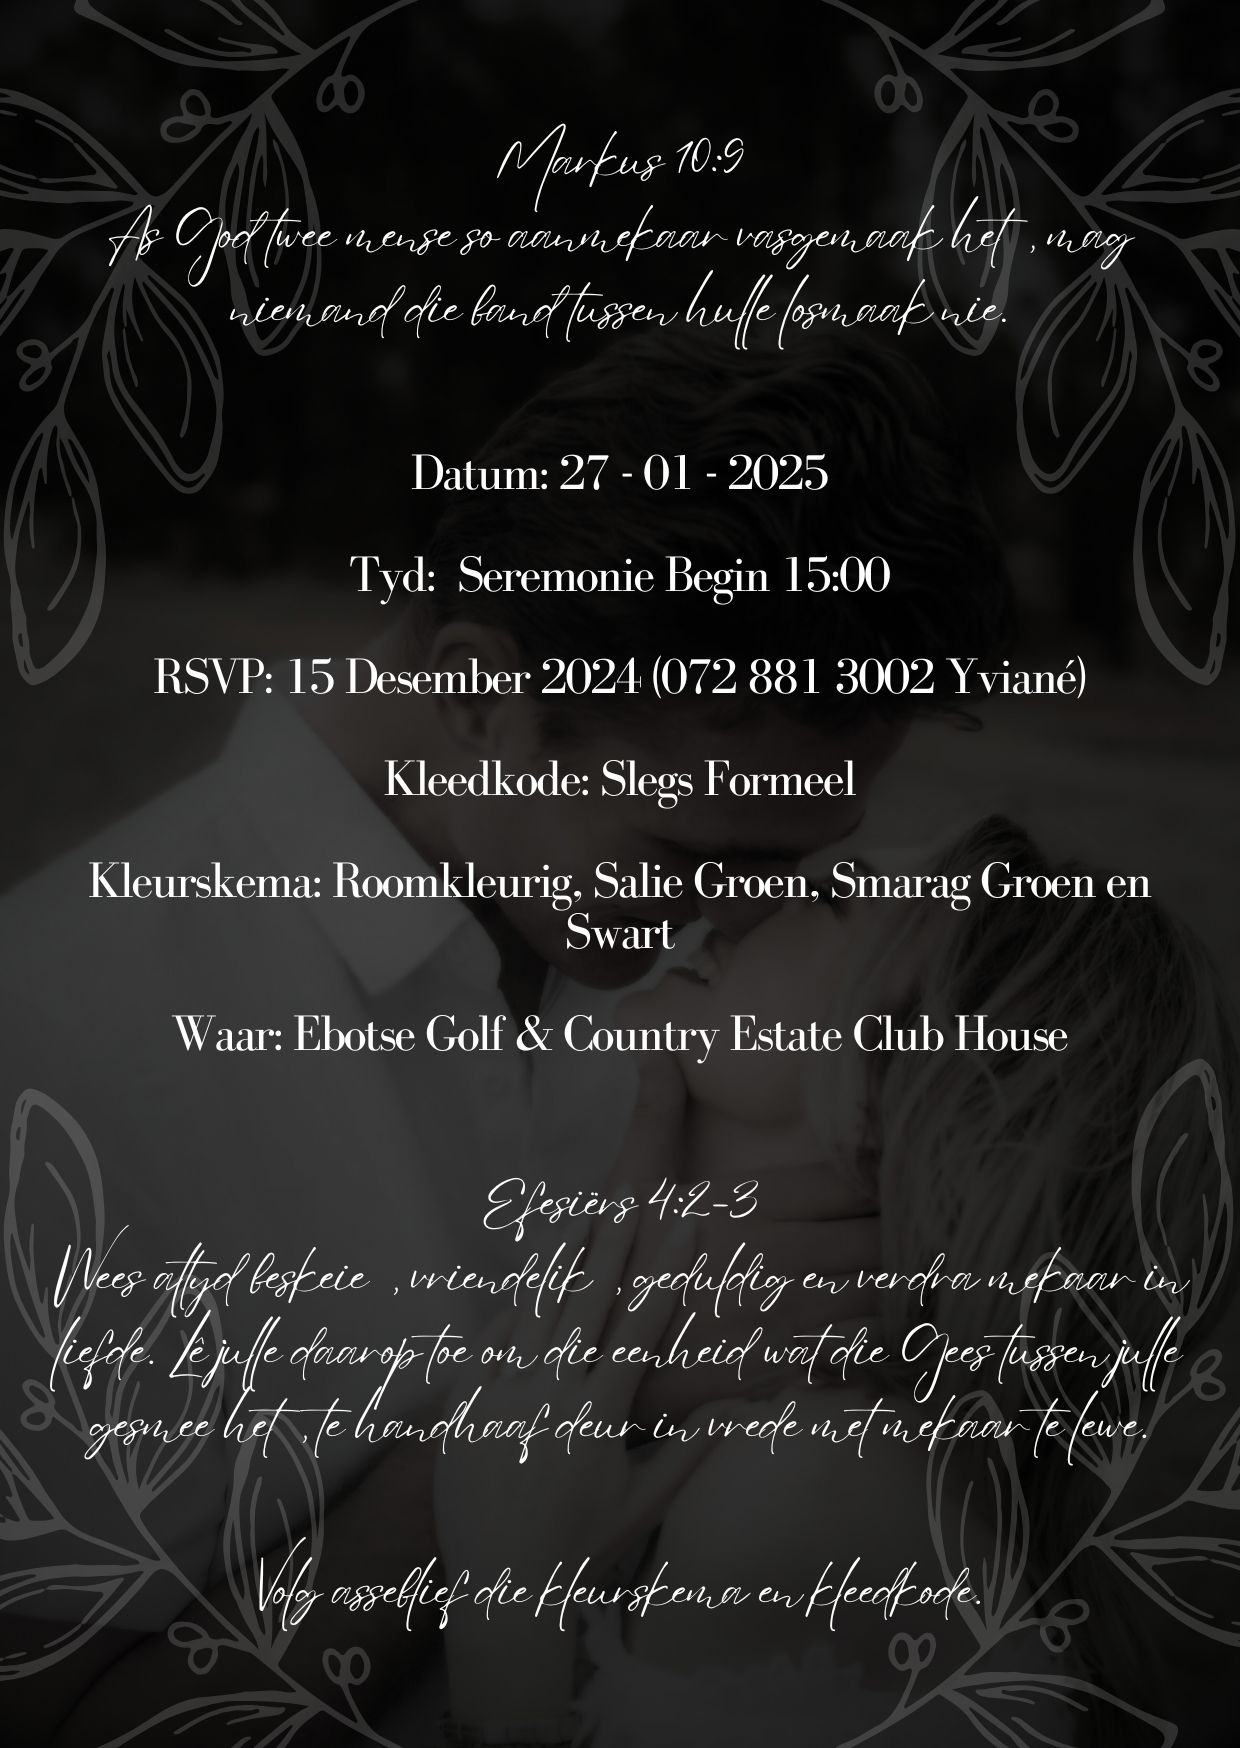 Markus 10:9
As God twee mense so aanmekaar vasgemaak het , mag
niemand die band tussen hulle losmaak nie.
Datum: 27 - 01 - 2025
Tyd: Seremonie Begin 15:00
RSVP: 15 Desember 2024 (072 881 3002 Yviané)
Kleedkode: Slegs Formeel
Kleurskema: Roomkleurig, Salie Groen, Smarag Groen en
Swart
Waar: Ebotse Golf & Country Estate Club House
Efesiërs 4:2-3
Wees altyd beskeie , vriendelik , geduldig en verdra mekaar in
liefde. Lê julle daarop toe om die eenheid wat die Gees tussen julle
gesmee het , te handhaaf deur in vrede met mekaar te lewe.
Volg asseblief die kleurskema en kleedkode.